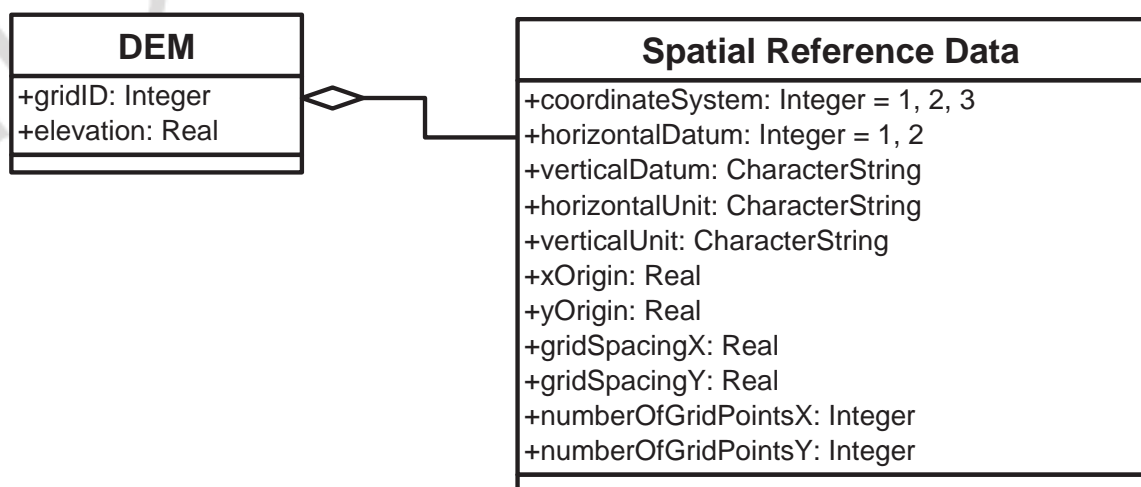 DEM
+gridID: Integer
+elevation: Real
Spatial Reference Data
+coordinateSystem: Integer = 1, 2, 3
+horizontalDatum: Integer = 1, 2
+verticalDatum: CharacterString
+horizontalUnit: CharacterString
+verticalUnit: CharacterString
+xOrigin: Real
+yOrigin: Real
+gridSpacingX: Real
+gridSpacingY: Real
+numberOfGridPointsX: Integer
+numberOfGridPointsY: Integer